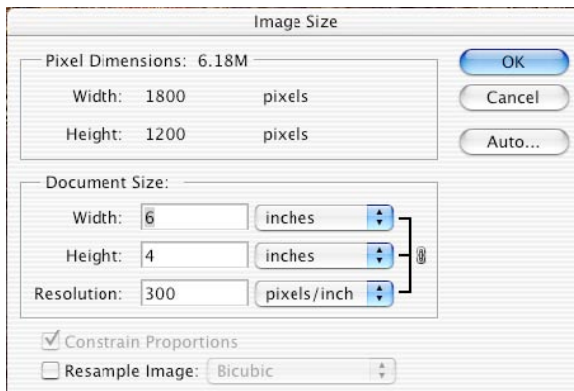 Image Size
Pixel Dimensions: 6.18M
Width: 1800 pixels
Height: 1200 pixels
OK
Cancel
Auto...
Document Size:
Width: 6 inches
Height: 4 inches
Resolution: 300 pixels/inch
Constrain Proportions
Resample Image: Bicubic